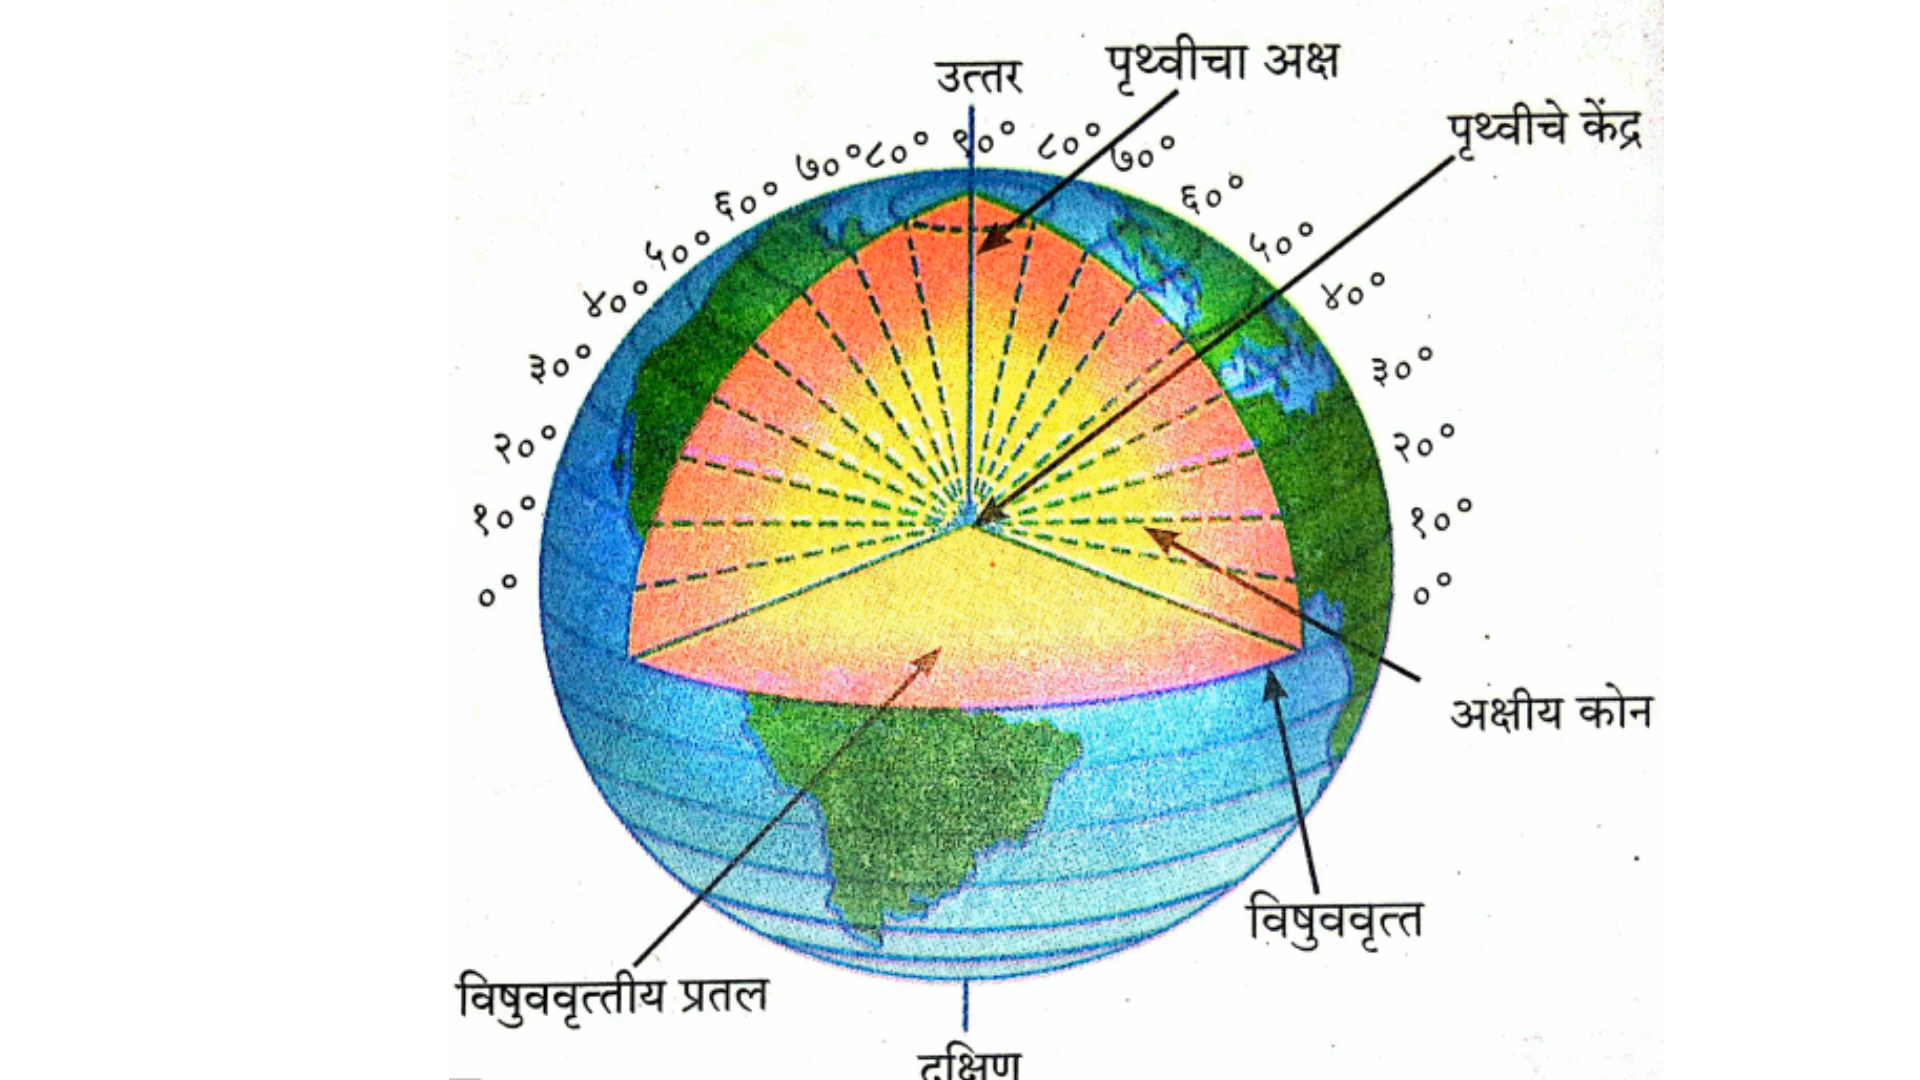 उत्तर
पृथ्वीचा अक्ष
पृथ्वीचे केंद्र
९०°
८०°
८०°
७०°
७०°
६०°
६०°
५०°
५०°
४०°
४०°
३०°
३०°
२०°
२०°
१०°
१०°
०°
०°
अक्षीय कोन
विषुववृत्त
विषुववृत्तीय प्रतल
दक्षिण